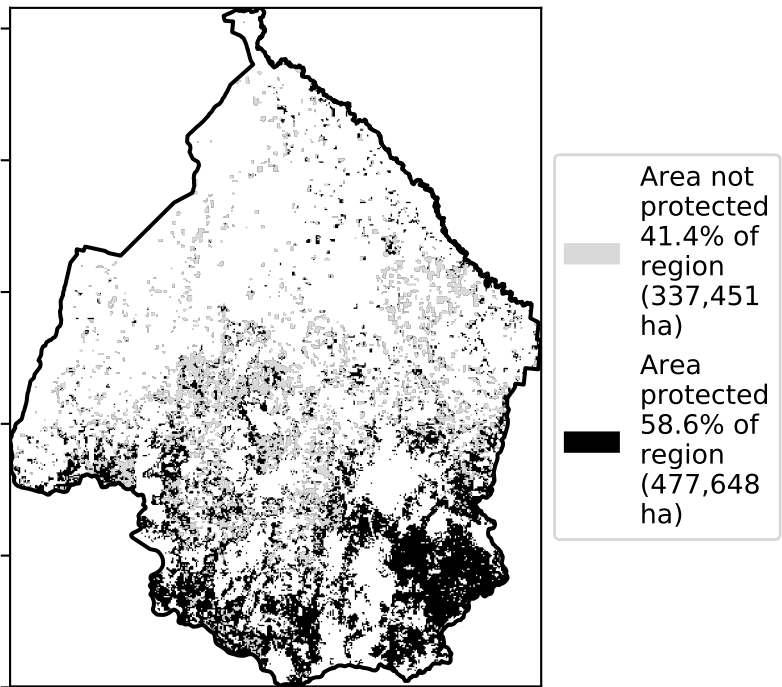 Area not
protected
41.4% of
region
(337,451
ha)
Area
protected
58.6% of
region
(477,648
ha)